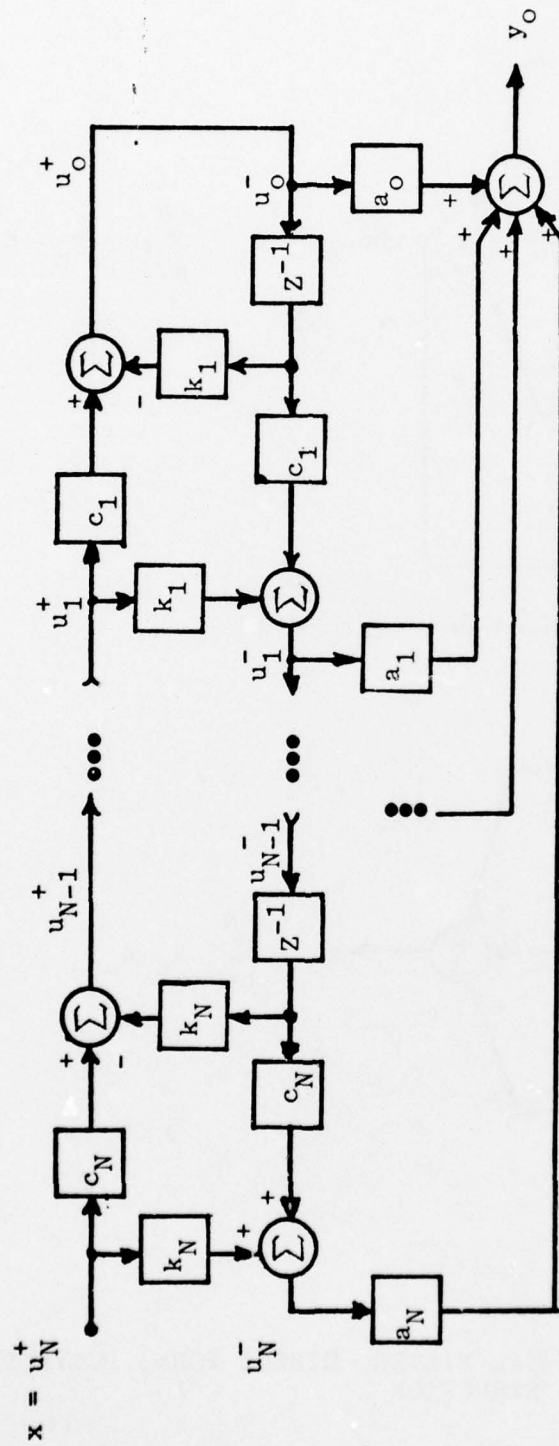 x = u_N^+
c_N
+
Σ
-
u_{N-1}^+
•••
u_1^+
c_1
+
Σ
-
u_0^+
k_N
k_N
k_1
k_1
u_N^-
+
Σ
+
c_N
z^{-1}
u_{N-1}^-
•••
u_1^-
Σ
c_1
z^{-1}
u_0^-
a_N
•••
a_1
a_0
+
+
+
+
Σ
y_0